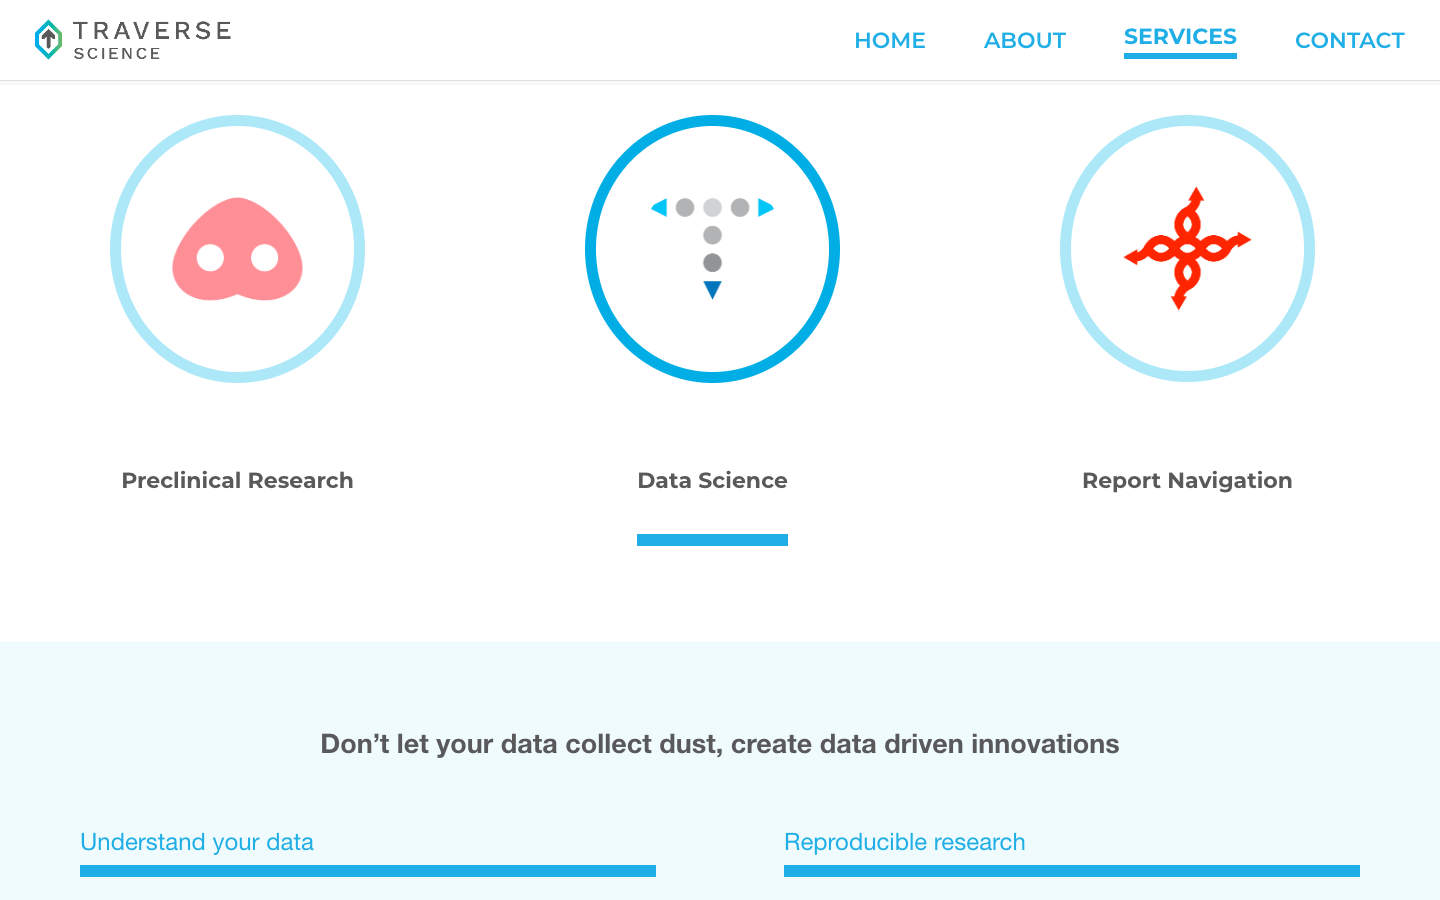 TRAVERSE
SCIENCE
HOME
ABOUT
SERVICES
CONTACT
Preclinical Research
Data Science
Report Navigation
Don’t let your data collect dust, create data driven innovations
Understand your data
Reproducible research